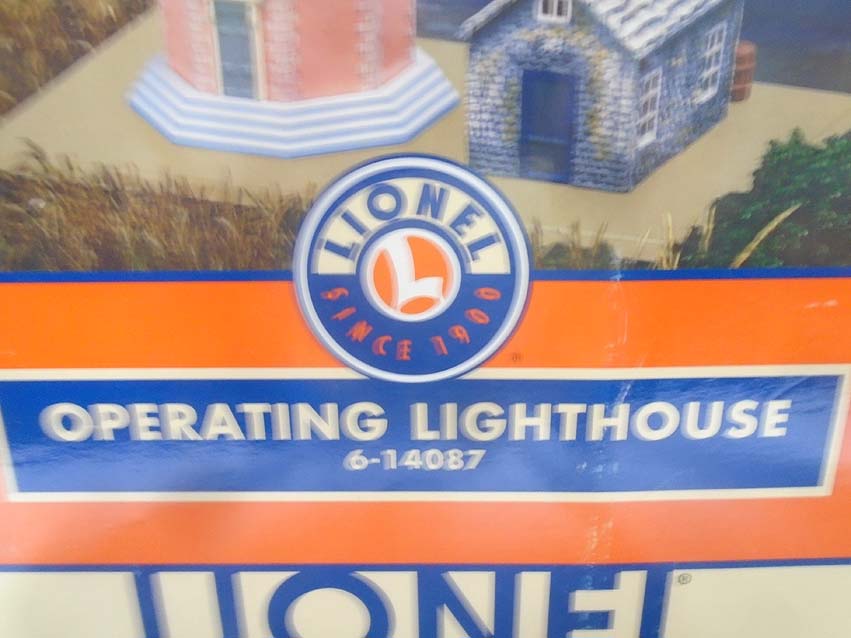 LIONEL
L
SINCE 1900
®
OPERATING LIGHTHOUSE
6-14087
LIONEL ®